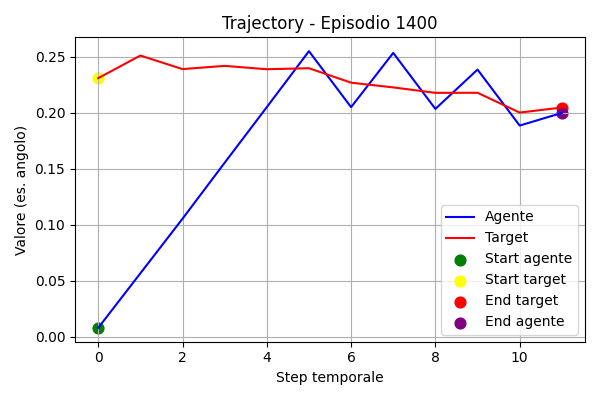 Trajectory - Episodio 1400
Valore (es. angolo)
0.25
0.20
0.15
0.10
0.05
0.00
0 2 4 6 8 10
Step temporale
Agente
Target
Start agente
Start target
End target
End agente